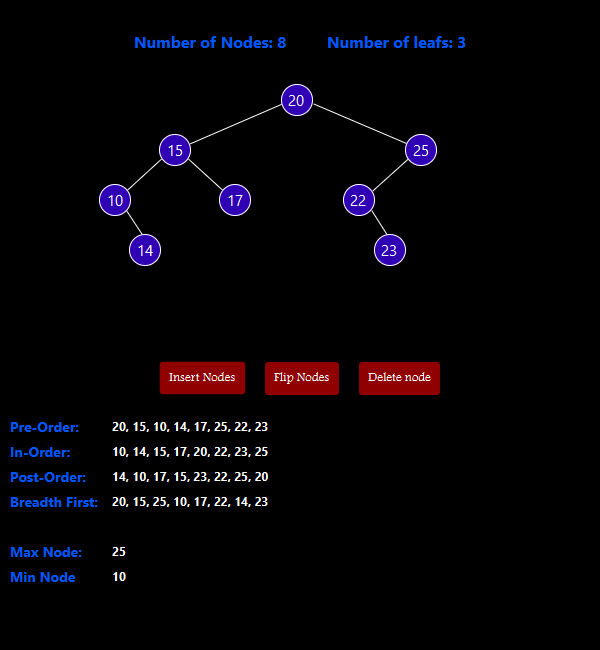 Number of Nodes: 8 Number of leafs: 3
20
15 25
10 17 22
14 23
Insert Nodes Flip Nodes Delete node
Pre-Order: 20, 15, 10, 14, 17, 25, 22, 23
In-Order: 10, 14, 15, 17, 20, 22, 23, 25
Post-Order: 14, 10, 17, 15, 23, 22, 25, 20
Breadth First: 20, 15, 25, 10, 17, 22, 14, 23
Max Node: 25
Min Node 10